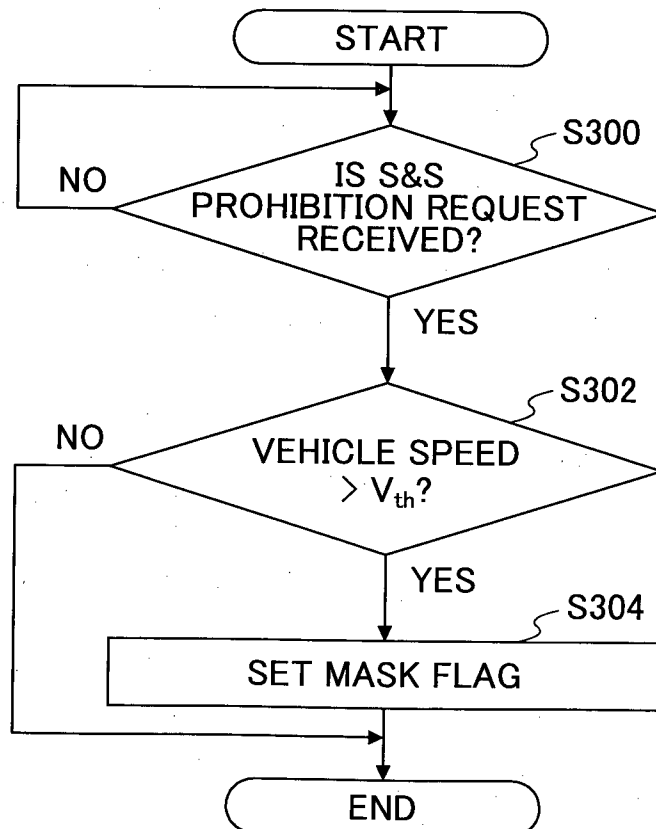 START
S300
NO
IS S&S
PROHIBITION REQUEST
RECEIVED?
YES
S302
NO
VEHICLE SPEED
> Vth?
YES
S304
SET MASK FLAG
END